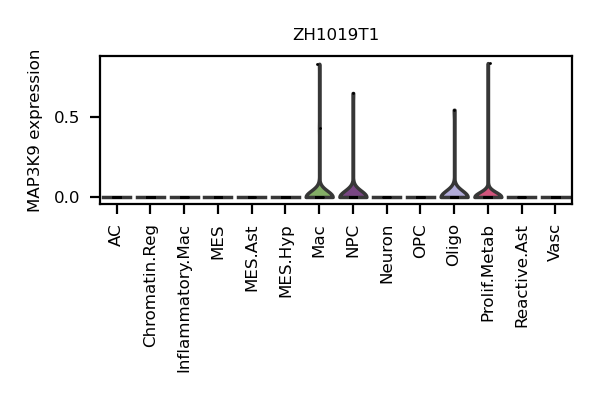 ZH1019T1
MAP3K9 expression
0.5
0.0
AC
Chromatin.Reg
Inflammatory.Mac
MES
MES.Ast
MES.Hyp
Mac
NPC
Neuron
OPC
Oligo
Prolif.Metab
Reactive.Ast
Vasc